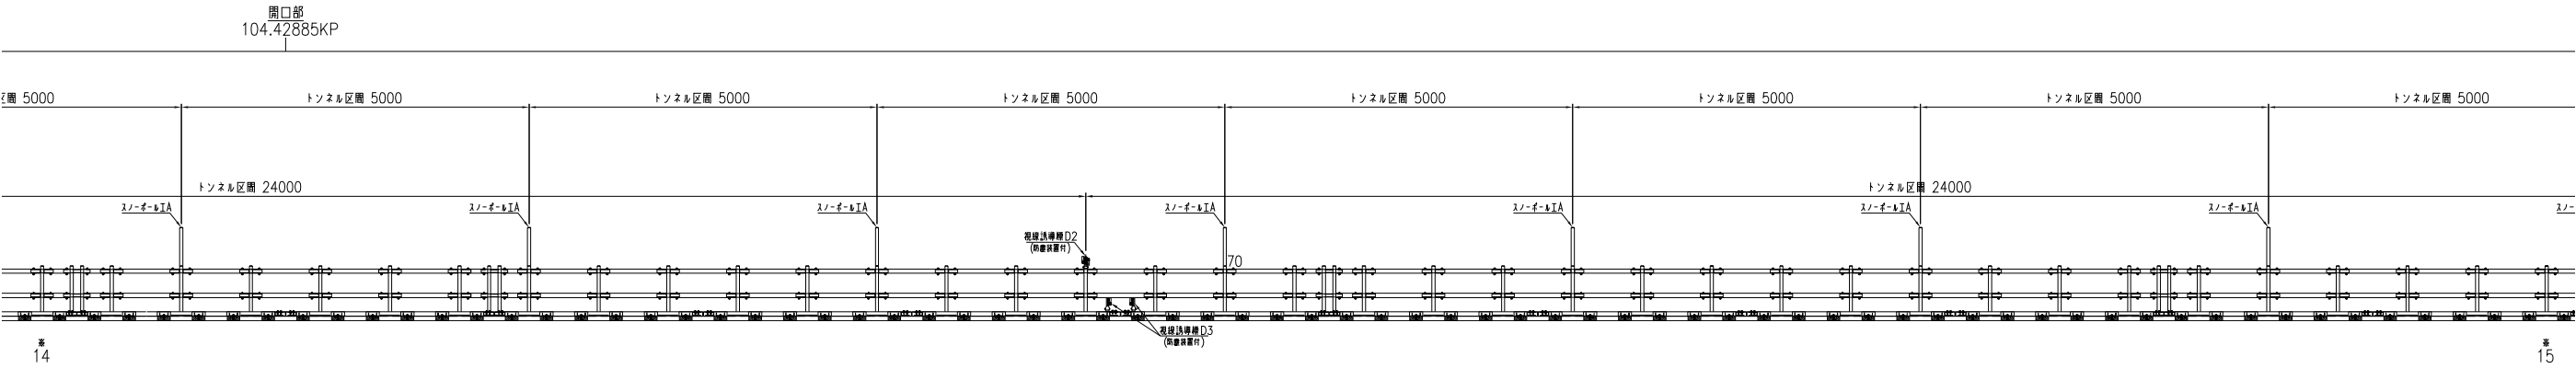 開口部
104.42885KP
区間 5000
トンネル区間 5000
トンネル区間 5000
トンネル区間 5000
トンネル区間 5000
トンネル区間 5000
トンネル区間 5000
トンネル区間 5000
トンネル区間 24000
トンネル区間 24000
スノーポールIA
スノーポールIA
スノーポールIA
スノーポールIA
スノーポールIA
スノーポールIA
スノーポールIA
スノー
視線誘導標D2
(防塵装置付)
70
視線誘導標D3
(防塵装置付)
※
14
※
15